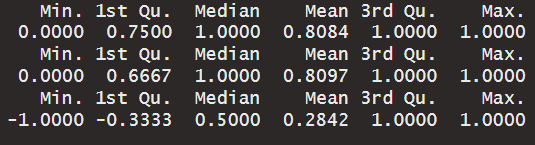 Min. 1st Qu. Median Mean 3rd Qu. Max.
0.0000 0.7500 1.0000 0.8084 1.0000 1.0000
Min. 1st Qu. Median Mean 3rd Qu. Max.
0.0000 0.6667 1.0000 0.8097 1.0000 1.0000
Min. 1st Qu. Median Mean 3rd Qu. Max.
-1.0000 -0.3333 0.5000 0.2842 1.0000 1.0000